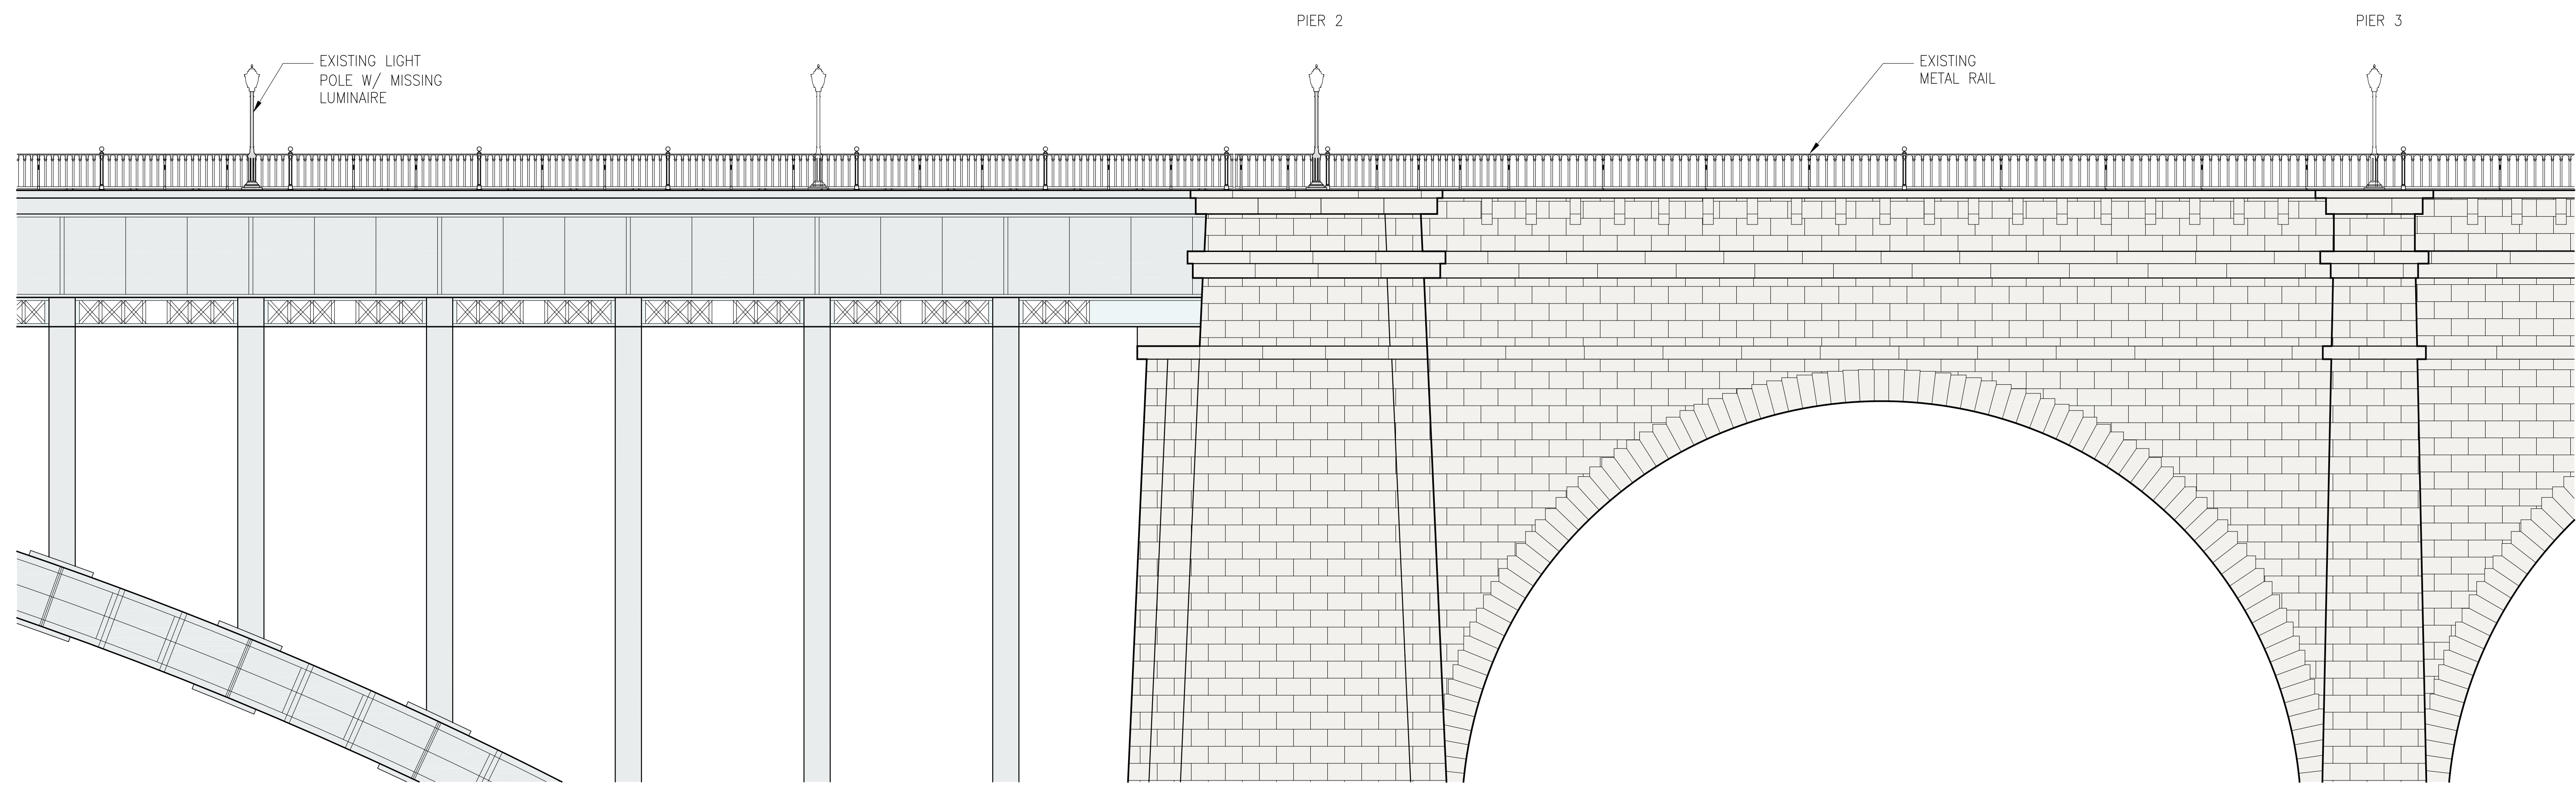 PIER 2
PIER 3
EXISTING LIGHT
POLE W/ MISSING
LUMINAIRE
EXISTING
METAL RAIL